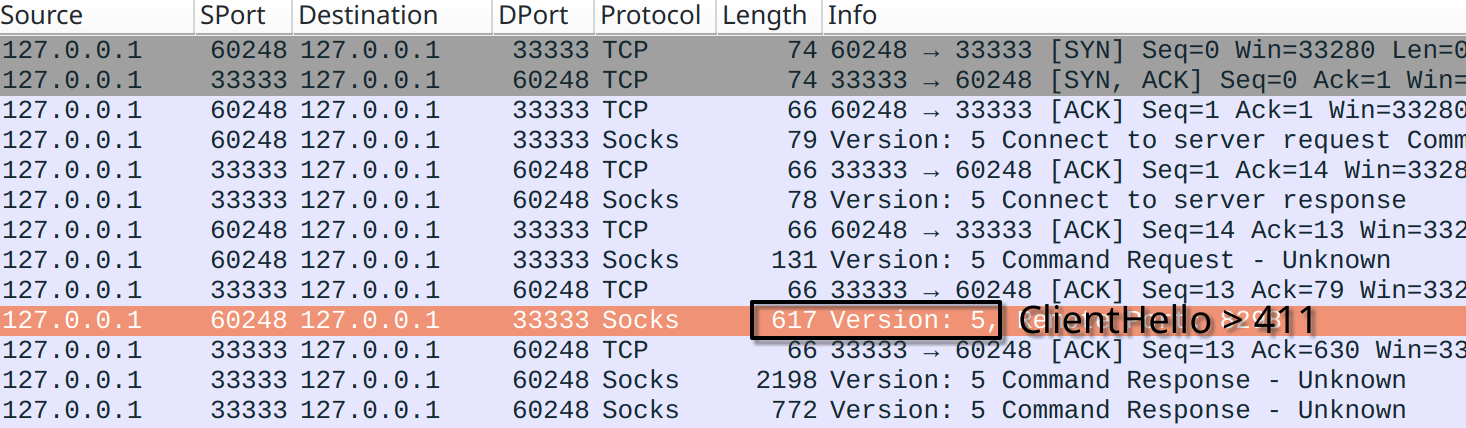 Source SPort Destination DPort Protocol Length Info
127.0.0.1 60248 127.0.0.1 33333 TCP 74 60248 → 33333 [SYN] Seq=0 Win=33280 Len=0
127.0.0.1 33333 127.0.0.1 60248 TCP 74 33333 → 60248 [SYN, ACK] Seq=0 Ack=1 Win=
127.0.0.1 60248 127.0.0.1 33333 TCP 66 60248 → 33333 [ACK] Seq=1 Ack=1 Win=33280
127.0.0.1 60248 127.0.0.1 33333 Socks 79 Version: 5 Connect to server request Comm
127.0.0.1 33333 127.0.0.1 60248 TCP 66 33333 → 60248 [ACK] Seq=1 Ack=14 Win=3328
127.0.0.1 33333 127.0.0.1 60248 Socks 78 Version: 5 Connect to server response
127.0.0.1 60248 127.0.0.1 33333 TCP 66 60248 → 33333 [ACK] Seq=14 Ack=13 Win=332
127.0.0.1 60248 127.0.0.1 33333 Socks 131 Version: 5 Command Request - Unknown
127.0.0.1 33333 127.0.0.1 60248 TCP 66 33333 → 60248 [ACK] Seq=13 Ack=79 Win=332
127.0.0.1 60248 127.0.0.1 33333 Socks 617 Version: 5, ClientHello > 411
127.0.0.1 33333 127.0.0.1 60248 TCP 66 33333 → 60248 [ACK] Seq=13 Ack=630 Win=33
127.0.0.1 33333 127.0.0.1 60248 Socks 2198 Version: 5 Command Response - Unknown
127.0.0.1 33333 127.0.0.1 60248 Socks 772 Version: 5 Command Response - Unknown